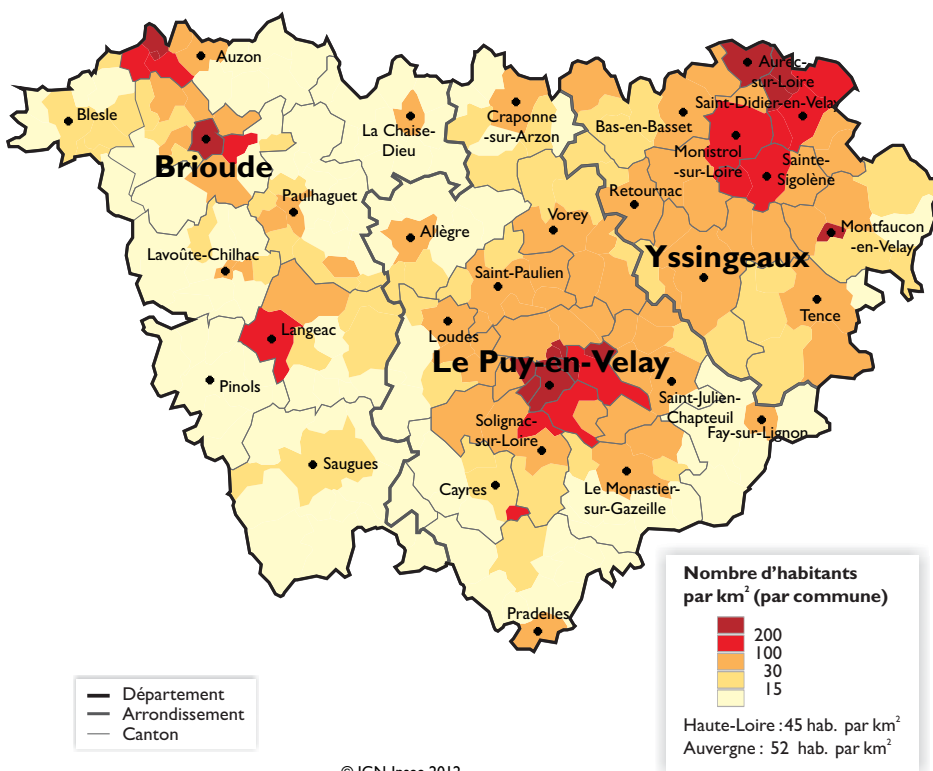 Auzon
Blesle
Brioude
La Chaise-
Dieu
Craponne
-sur-Arzon
Bas-en-Basset
Aurec-
sur-Loire
Saint-Didier-en-Velay
Monistrol
-sur-Loire
Sainte-
Sigolène
Retournac
Montfaucon
-en-Velay
Paulhaguet
Lavoûte-Chilhac
Allègre
Vorey
Saint-Paulien
Yssingeaux
Tence
Langeac
Loudes
Pinols
Le Puy-en-Velay
Saint-Julien-
Chapteuil
Fay-sur-Lignon
Solignac-
sur-Loire
Saugues
Cayres
Le Monastier-
sur-Gazeille
Pradelles
Nombre d'habitants
par km² (par commune)
200
100
30
15
Haute-Loire : 45 hab. par km²
Auvergne : 52 hab. par km²
Département
Arrondissement
Canton
© IGN-Insee 2012